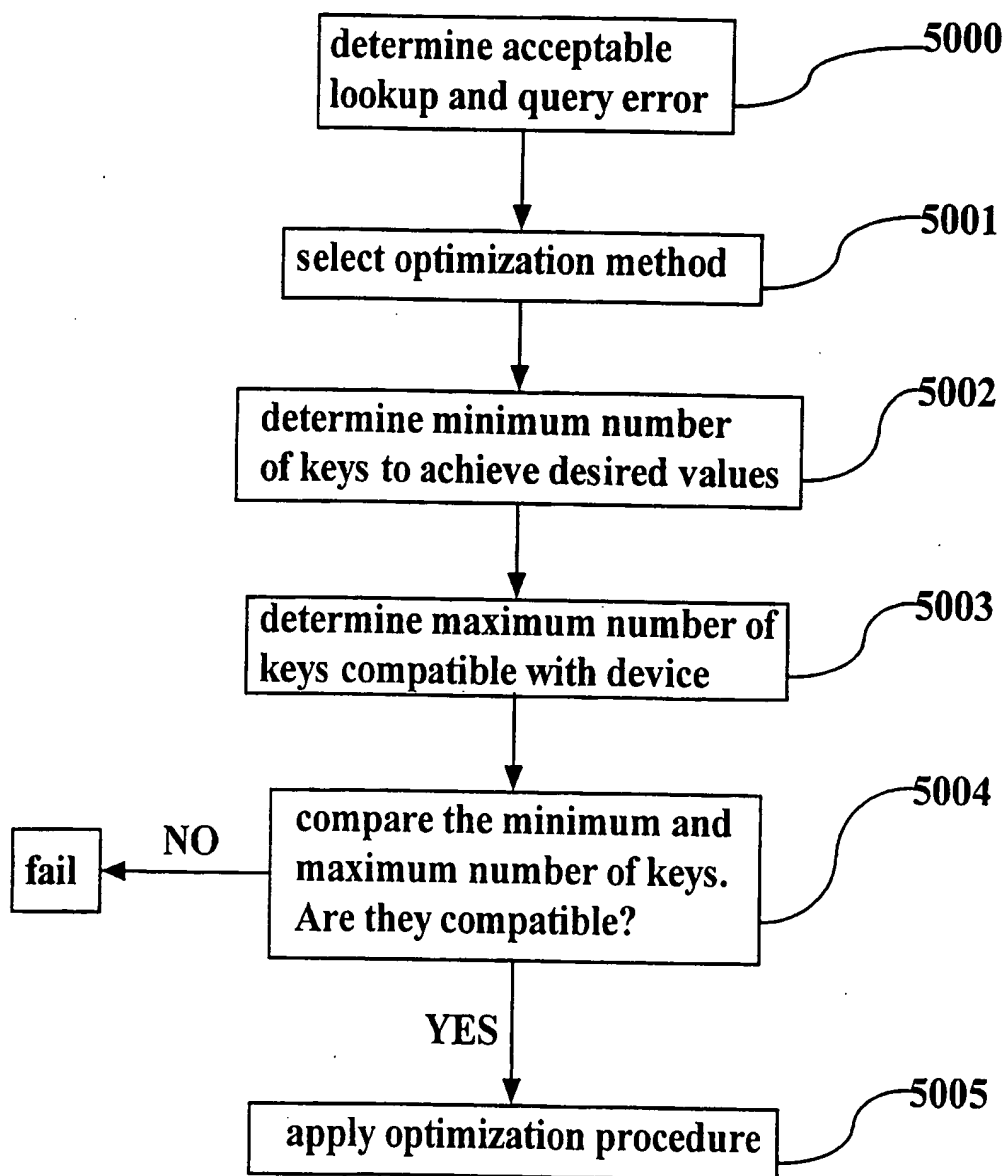 determine acceptable
lookup and query error
5000
select optimization method
5001
determine minimum number
of keys to achieve desired values
5002
determine maximum number of
keys compatible with device
5003
compare the minimum and
maximum number of keys.
Are they compatible?
5004
NO
fail
YES
apply optimization procedure
5005